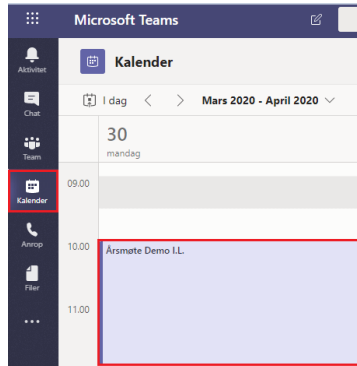 Microsoft Teams
Aktivitet
Kalender
Chat
I dag
Mars 2020 - April 2020
30
mandag
Team
09.00
Kalender
Anrop
10.00
Årsmøte Demo I.L.
Filer
11.00